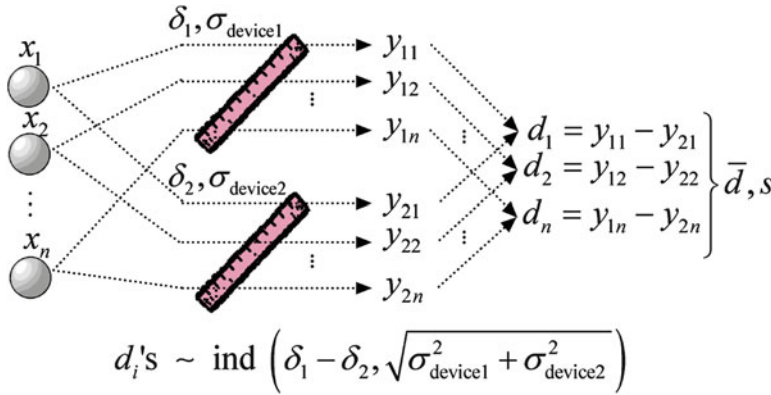 δ₁, σ_device1
x₁
y₁₁
y₁₂
x₂
⋮
⋮
y₁ₙ
d₁ = y₁₁ − y₂₁
δ₂, σ_device2
d₂ = y₁₂ − y₂₂
d̄, s
⋮
y₂₁
dₙ = y₁ₙ − y₂ₙ
xₙ
y₂₂
⋮
⋮
y₂ₙ
dᵢ's ~ ind (δ₁ − δ₂, √(σ²_device1 + σ²_device2))